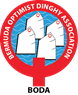 BERMUDA OPTIMIST DINGHY ASSOCIATION
BODA